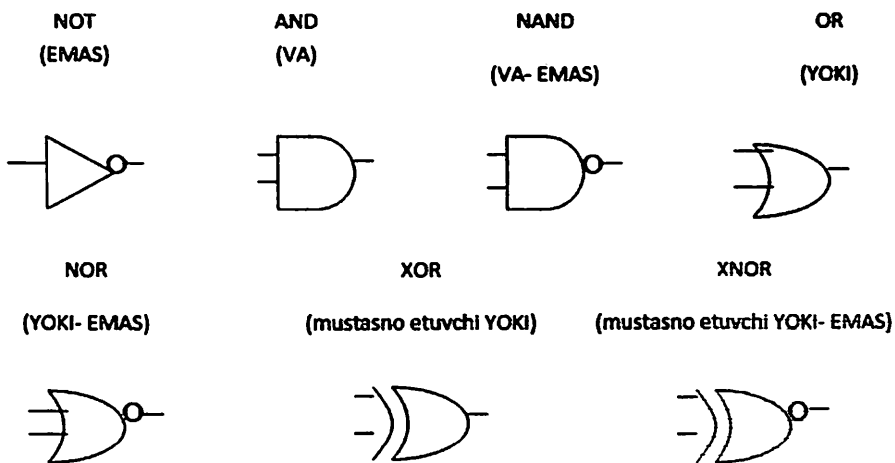 NOT
(EMAS)
AND
(VA)
NAND
(VA- EMAS)
OR
(YOKI)
NOR
(YOKI- EMAS)
XOR
(mustasno etuvchi YOKI)
XNOR
(mustasno etuvchi YOKI- EMAS)